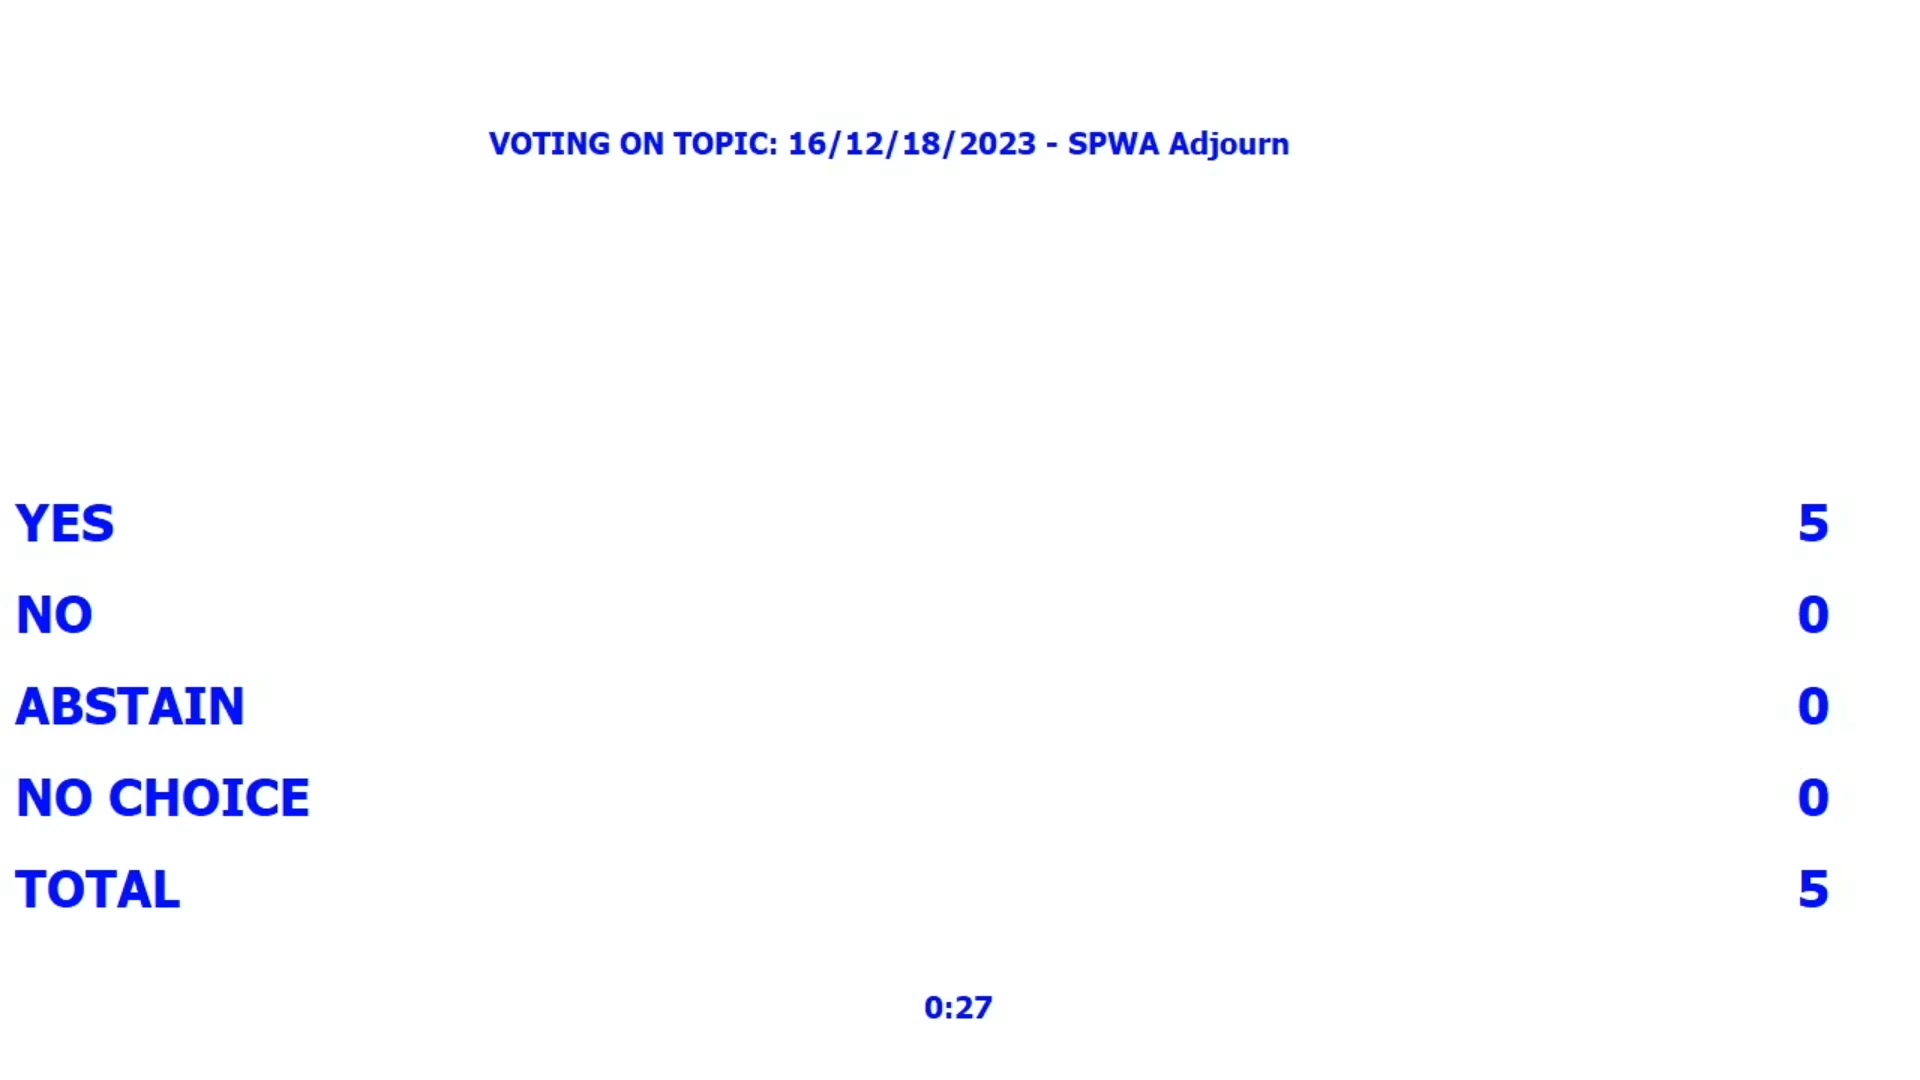 VOTING ON TOPIC: 16/12/18/2023 - SPWA Adjourn
YES 5
NO 0
ABSTAIN 0
NO CHOICE 0
TOTAL 5
0:27